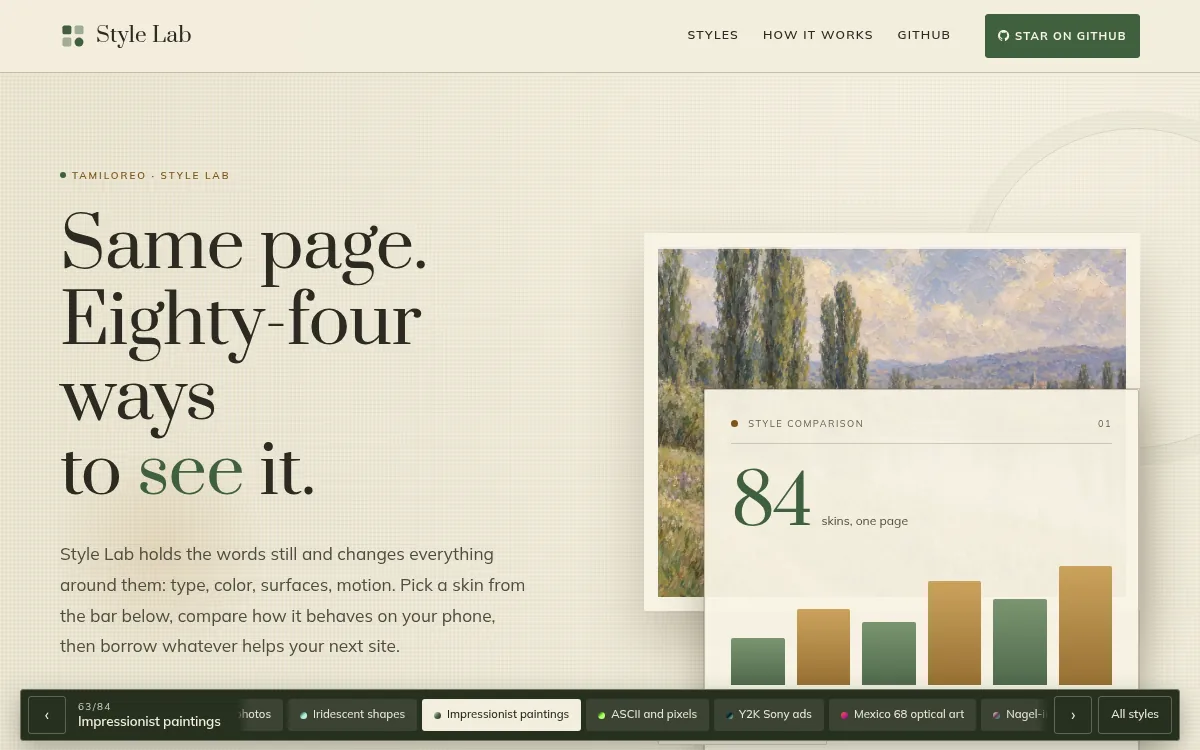 Style Lab
STYLES
HOW IT WORKS
GITHUB
STAR ON GITHUB
TAMILOREO · STYLE LAB
Same page.
Eighty-four
ways
to see it.
Style Lab holds the words still and changes everything
around them: type, color, surfaces, motion. Pick a skin from
the bar below, compare how it behaves on your phone,
then borrow whatever helps your next site.
STYLE COMPARISON
01
84 skins, one page
‹
63/84
Impressionist paintings
Iridescent shapes
Impressionist paintings
ASCII and pixels
Y2K Sony ads
Mexico 68 optical art
›
All styles